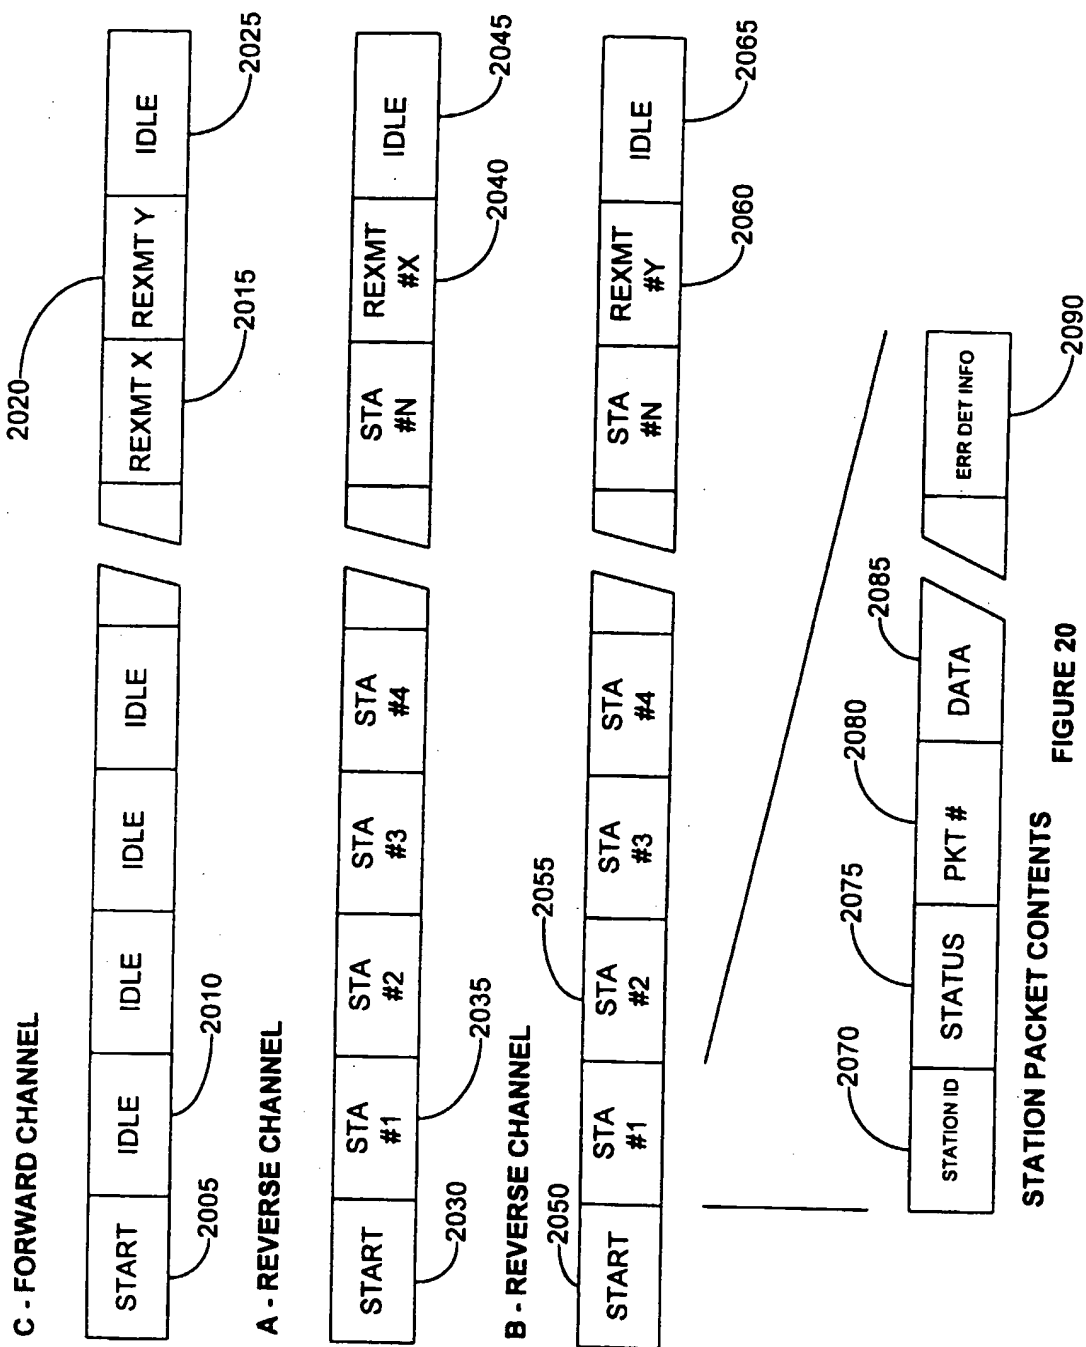 C - FORWARD CHANNEL
2020
START
IDLE
IDLE
IDLE
IDLE
REXMT X
REXMT Y
IDLE
2005
2010
2015
2025
A - REVERSE CHANNEL
START
STA
#1
STA
#2
STA
#3
STA
#4
STA
#N
REXMT
#X
IDLE
2030
2035
2040
2045
B - REVERSE CHANNEL
2050
2055
START
STA
#1
STA
#2
STA
#3
STA
#4
STA
#N
REXMT
#Y
IDLE
2060
2065
2070
2075
2080
2085
STATION ID
STATUS
PKT #
DATA
ERR DET INFO
2090
STATION PACKET CONTENTS
FIGURE 20